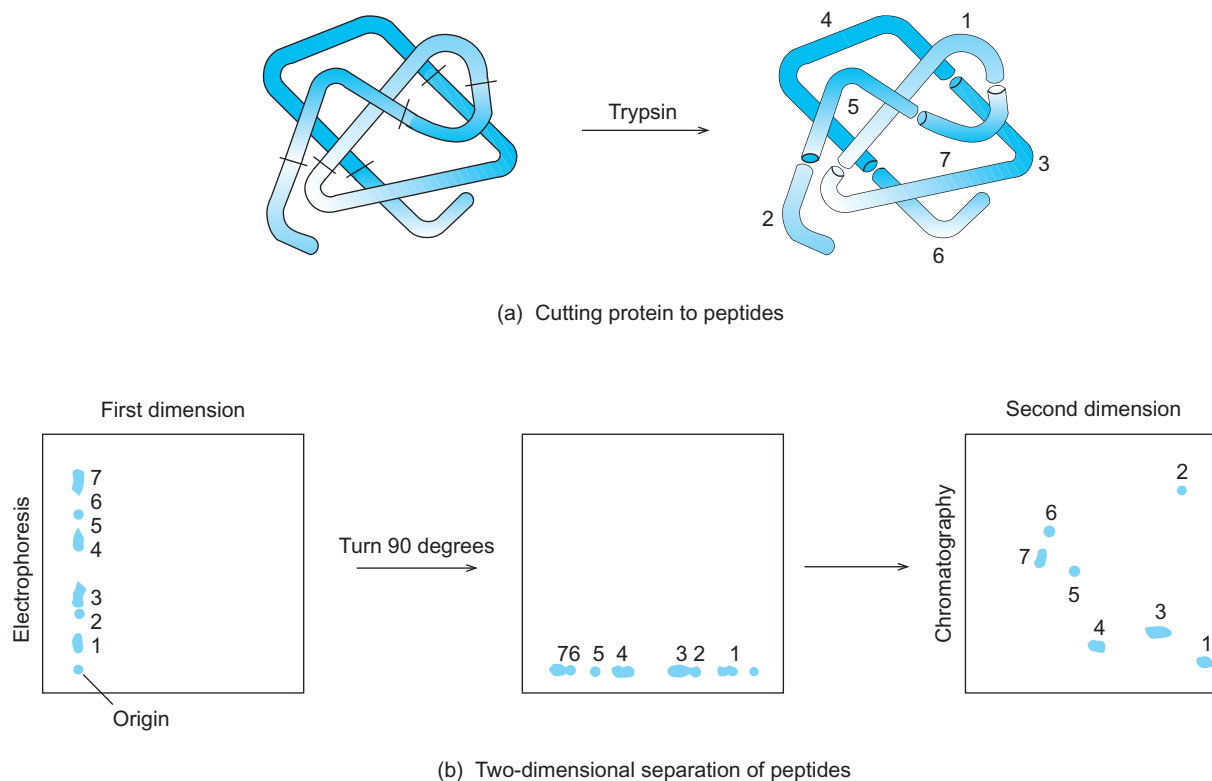 4
1
5
Trypsin
7
3
2
6
(a) Cutting protein to peptides
First dimension
Second dimension
Electrophoresis
7
6
5
4
3
2
1
Origin
Turn 90 degrees
76 5 4 3 2 1
Chromatography
2
6
7
5
4
3
1
(b) Two-dimensional separation of peptides